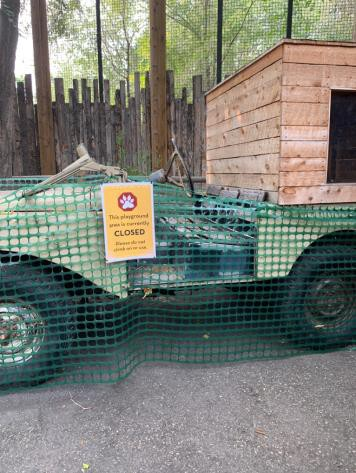 This playground
area is currently
CLOSED
Please do not
climb on or use.